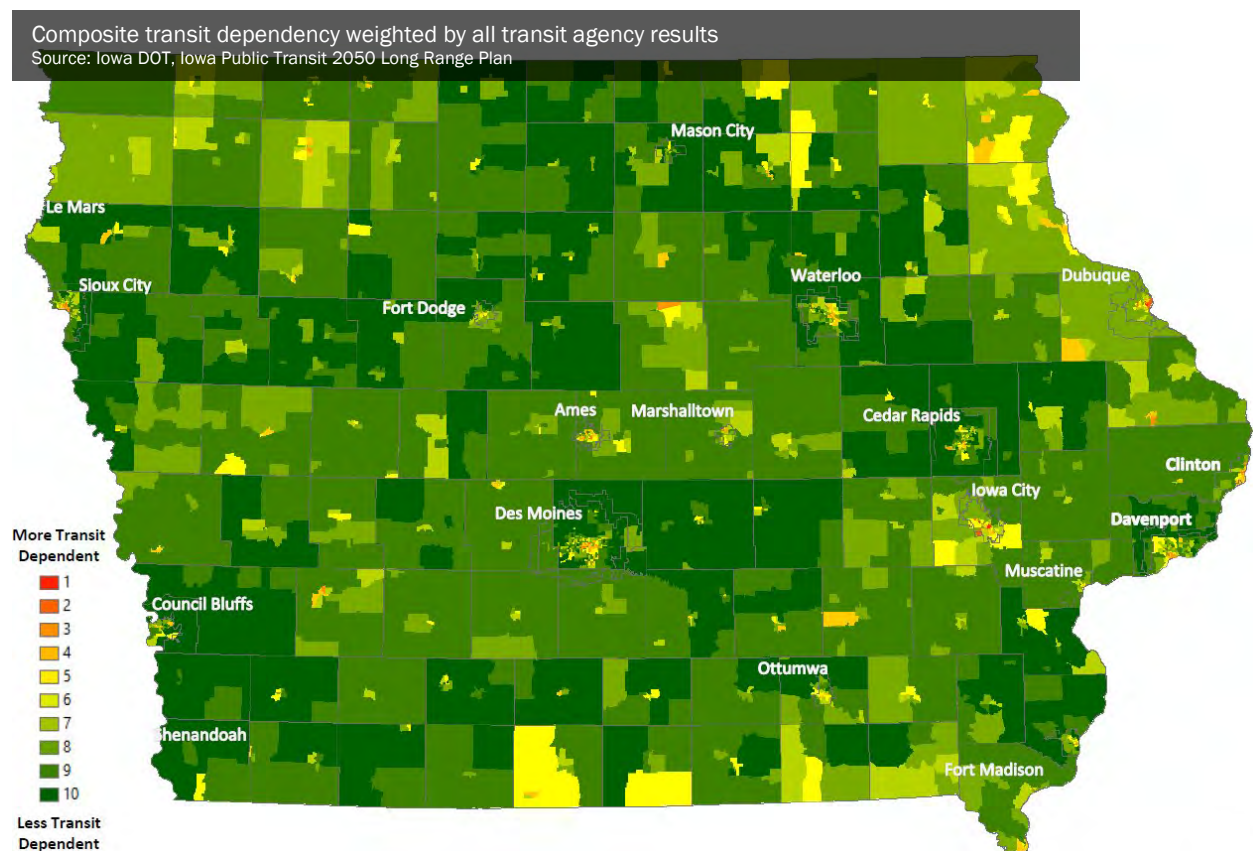 Composite transit dependency weighted by all transit agency results
Source: Iowa DOT, Iowa Public Transit 2050 Long Range Plan
Mason City
Le Mars
Sioux City
Waterloo
Dubuque
Fort Dodge
Ames
Marshalltown
Cedar Rapids
Clinton
Iowa City
Des Moines
Davenport
More Transit
Dependent
1
2
3
4
5
6
7
8
9
10
Less Transit
Dependent
Muscatine
Council Bluffs
Ottumwa
Shenandoah
Fort Madison